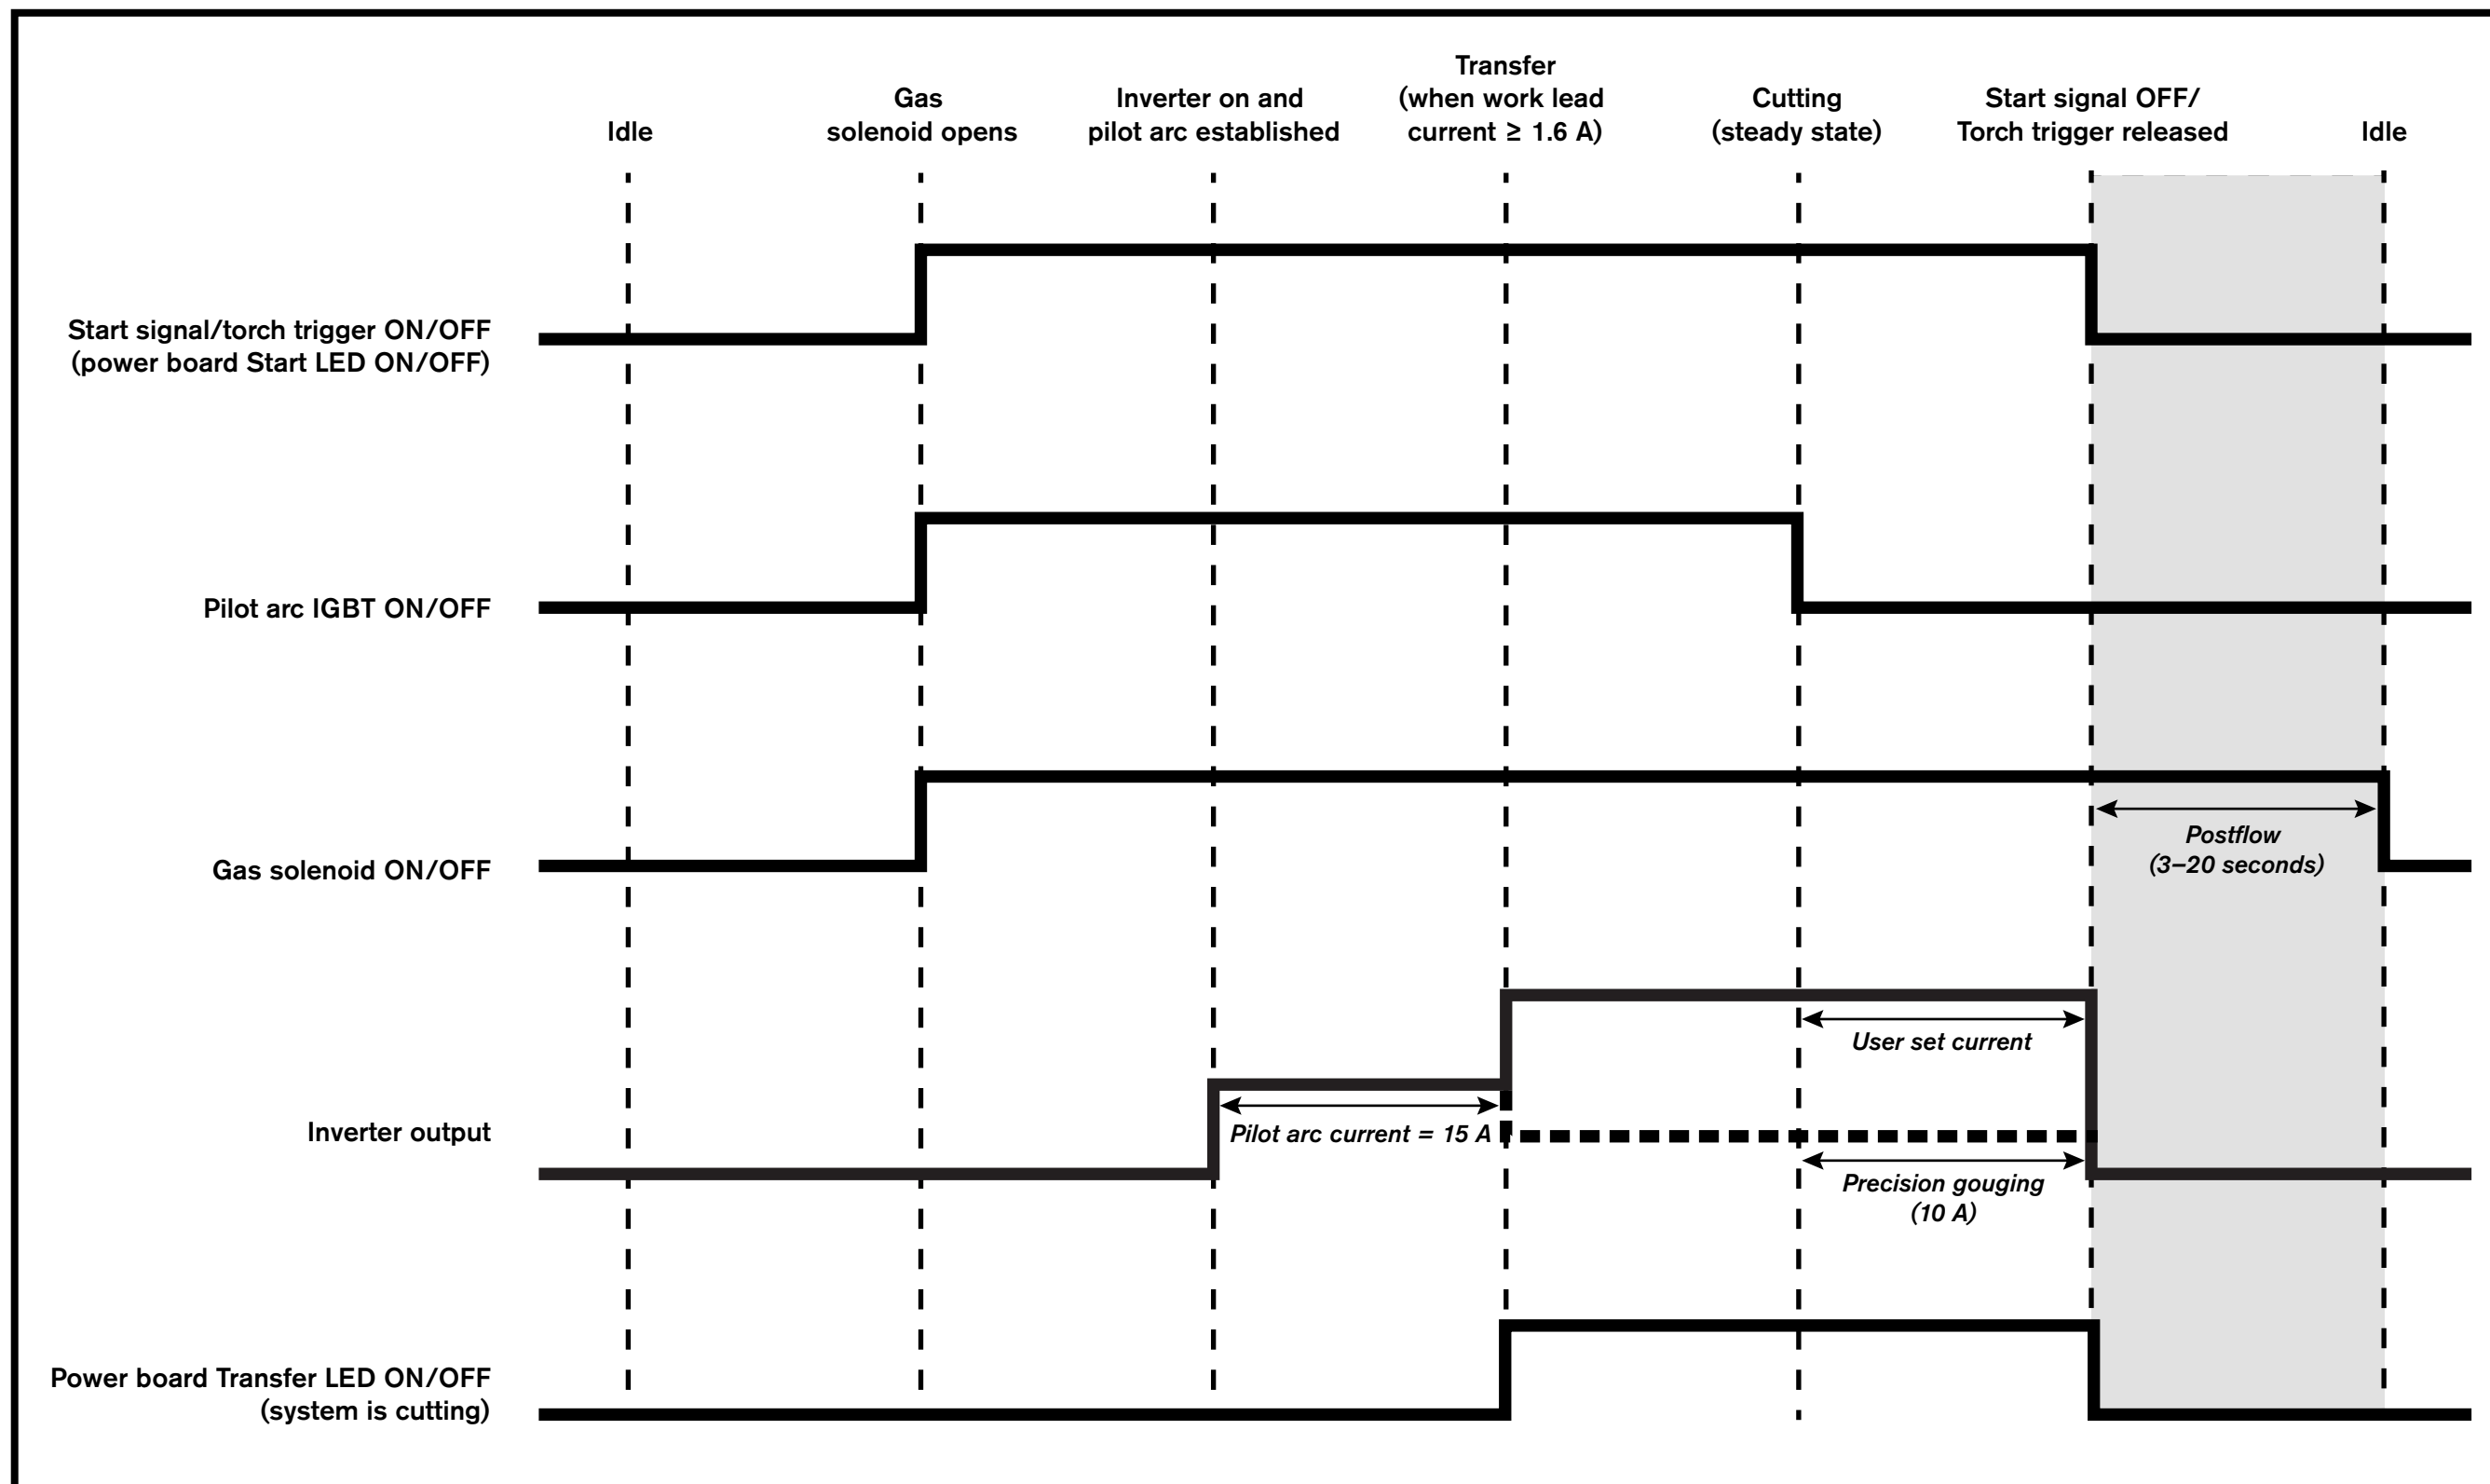 Idle
Gas
solenoid opens
Inverter on and
pilot arc established
Transfer
(when work lead
current ≥ 1.6 A)
Cutting
(steady state)
Start signal OFF/
Torch trigger released
Idle
Start signal/torch trigger ON/OFF
(power board Start LED ON/OFF)
Pilot arc IGBT ON/OFF
Gas solenoid ON/OFF
Postflow
(3–20 seconds)
Inverter output
Pilot arc current = 15 A
User set current
Precision gouging
(10 A)
Power board Transfer LED ON/OFF
(system is cutting)